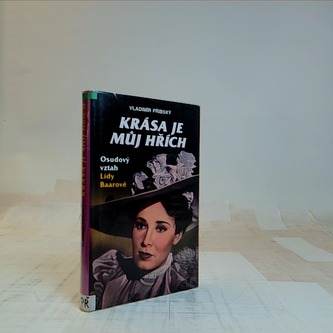 VLADIMÍR PŘIBSKÝ
KRÁSA JE
MŮJ HŘÍCH
Osudový
vztah
Lídy
Baarové